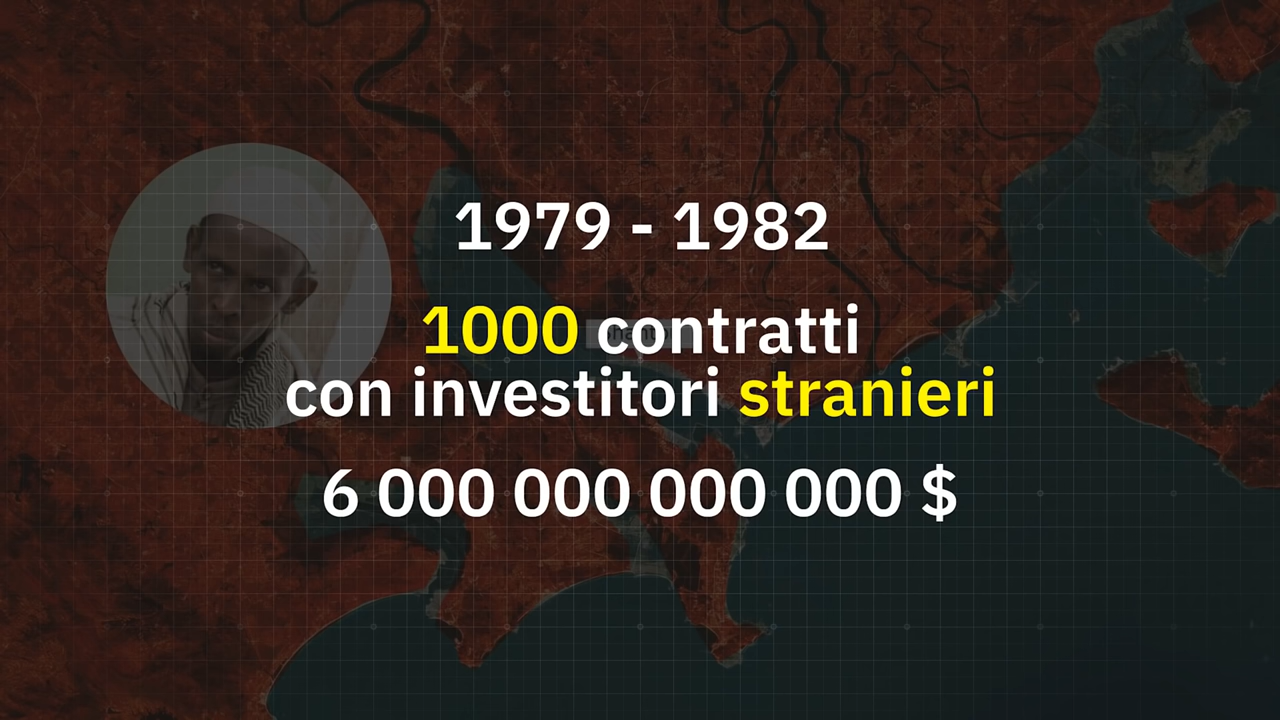 1979 - 1982
1000 contratti
con investitori stranieri
6 000 000 000 000 $